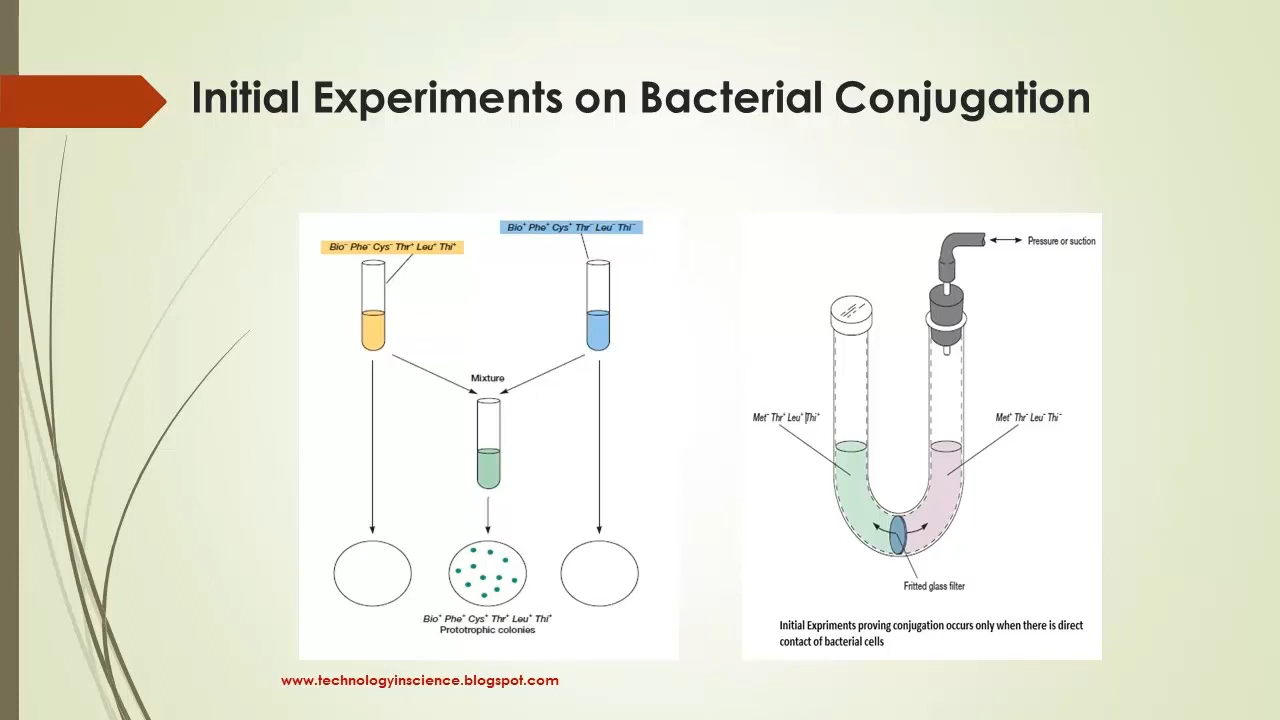 Initial Experiments on Bacterial Conjugation
Bio⁺ Phe⁺ Cys⁺ Thr⁻ Leu⁻ Thi⁻
Bio⁻ Phe⁻ Cys⁻ Thr⁺ Leu⁺ Thi⁺
Mixture
Bio⁺ Phe⁺ Cys⁺ Thr⁺ Leu⁺ Thi⁺
Prototrophic colonies
Pressure or suction
Met⁻ Thr⁺ Leu⁺ Thi⁺
Met⁺ Thr⁻ Leu⁻ Thi⁻
Fritted glass filter
Initial Expriments proving conjugation occurs only when there is direct
contact of bacterial cells
www.technologyinscience.blogspot.com